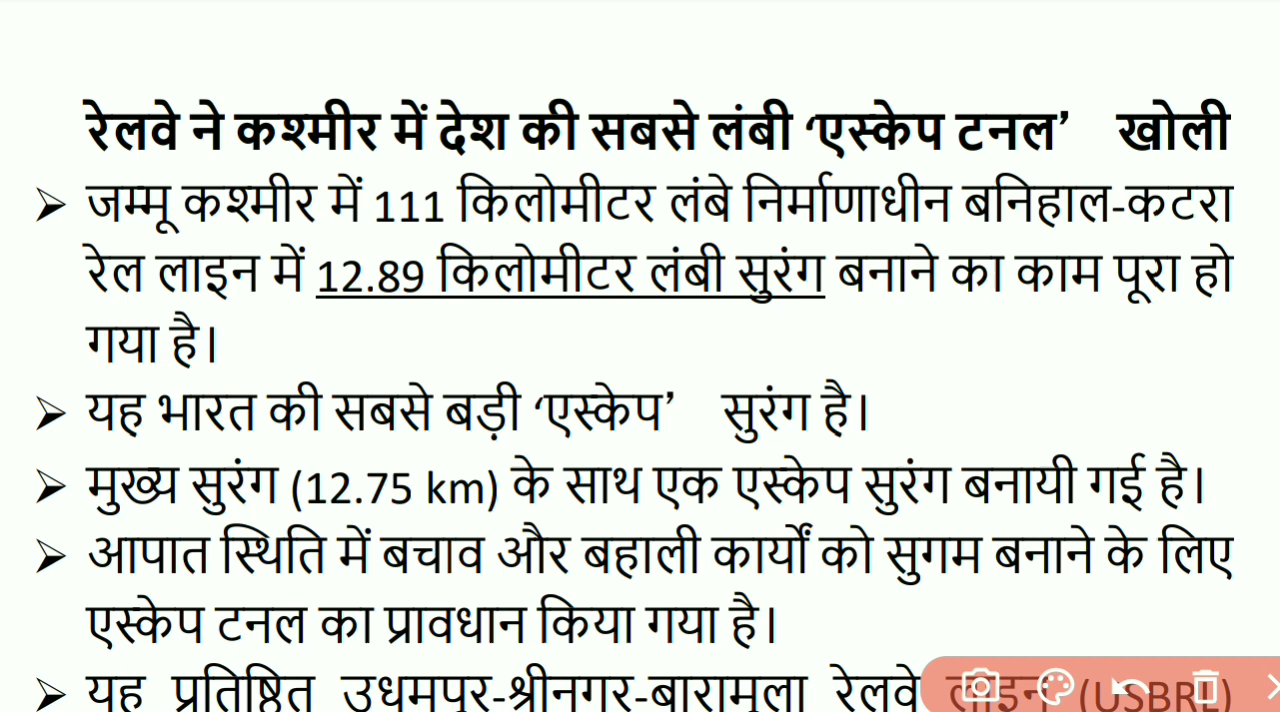 रेलवे ने कश्मीर में देश की सबसे लंबी ‘एस्केप टनल’ खोली
➢ जम्मू कश्मीर में 111 किलोमीटर लंबे निर्माणाधीन बनिहाल-कटरा
रेल लाइन में 12.89 किलोमीटर लंबी सुरंग बनाने का काम पूरा हो
गया है।
➢ यह भारत की सबसे बड़ी ‘एस्केप’ सुरंग है।
➢ मुख्य सुरंग (12.75 km) के साथ एक एस्केप सुरंग बनायी गई है।
➢ आपात स्थिति में बचाव और बहाली कार्यों को सुगम बनाने के लिए
एस्केप टनल का प्रावधान किया गया है।
➢ यह प्रतिष्ठित उधमपुर-श्रीनगर-बारामूला रेलवे लाइन (USBRL)